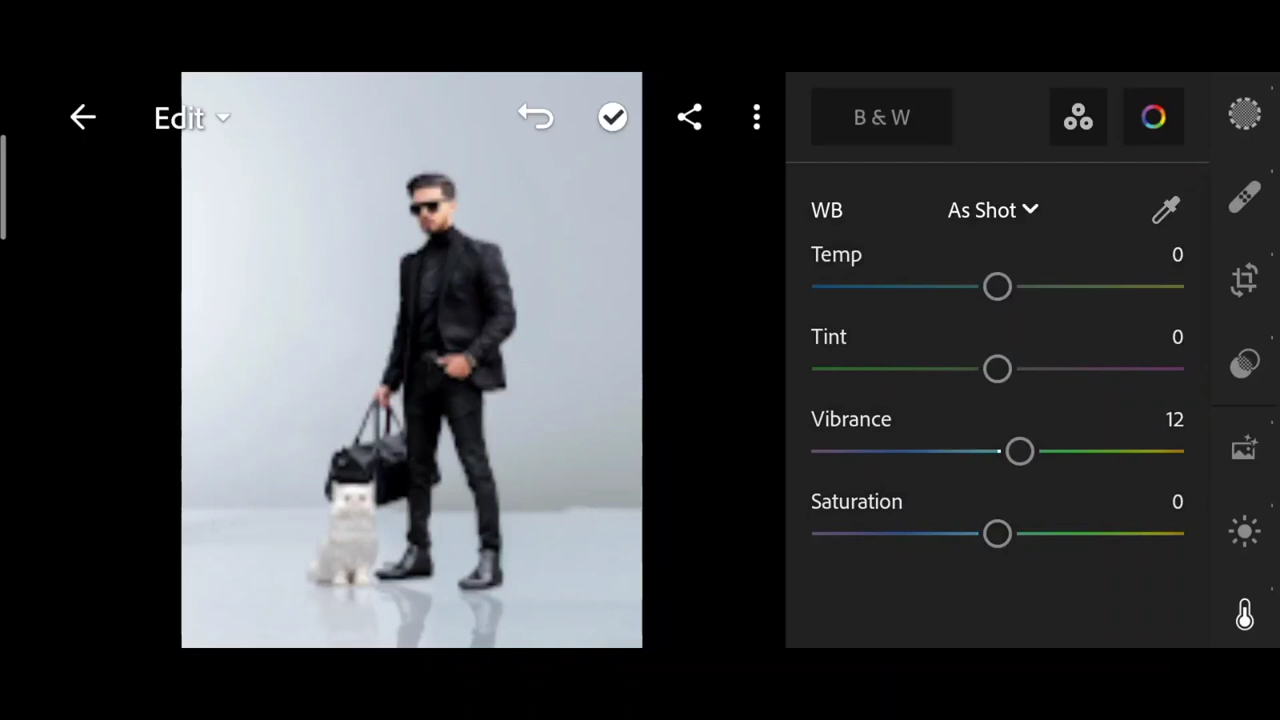 Edit
B & W
WB As Shot
Temp 0
Tint 0
Vibrance 12
Saturation 0